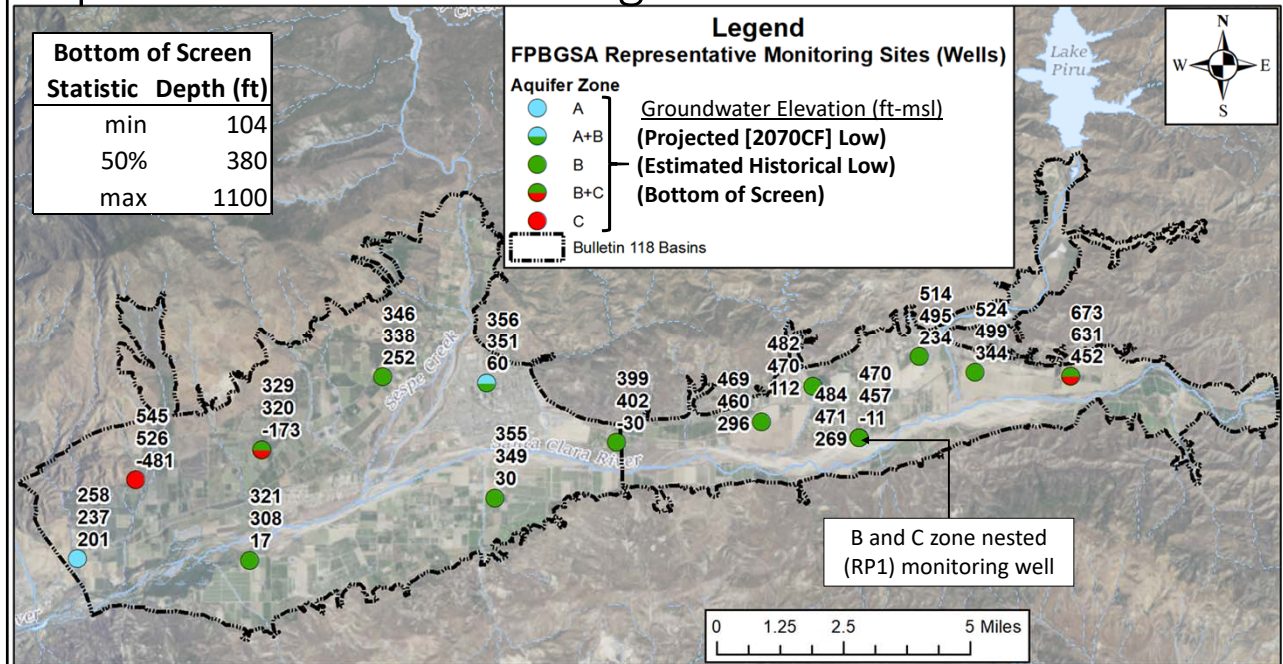 Bottom of Screen
Statistic Depth (ft)
min 104
50% 380
max 1100
Legend
FPBGSA Representative Monitoring Sites (Wells)
Aquifer Zone
A
A+B
B
B+C
C
Groundwater Elevation (ft-msl)
(Projected [2070CF] Low)
(Estimated Historical Low)
(Bottom of Screen)
Bulletin 118 Basins
Lake
Piru
N
W E
S
Sespe Creek
Santa Clara River
258
237
201
545
526
-481
329
320
-173
321
308
17
346
338
252
356
351
60
355
349
30
399
402
-30
469
460
296
482
470
112
484
471
269
470
457
-11
514
495
234
524
499
344
673
631
452
B and C zone nested
(RP1) monitoring well
0 1.25 2.5 5 Miles